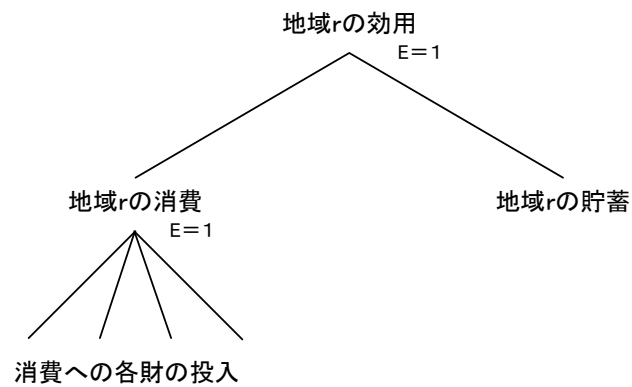 地域rの効用
E=1
地域rの消費
地域rの貯蓄
E=1
消費への各財の投入